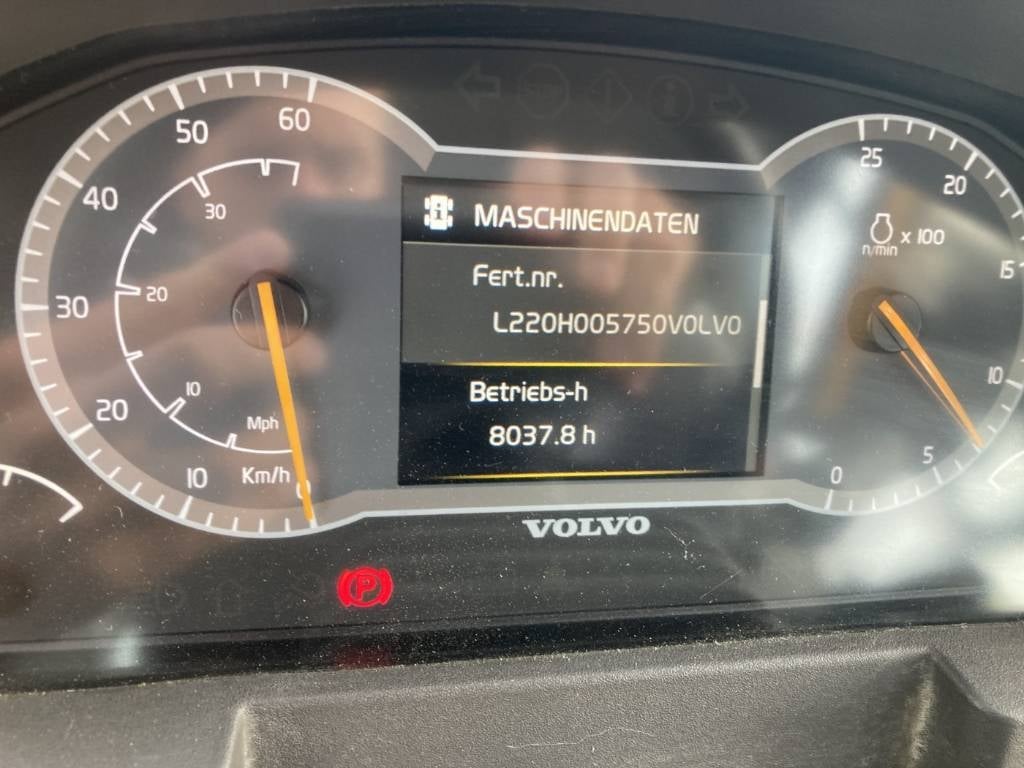 60
50
40
30
20
10
0
30
20
10
Mph
Km/h
MASCHINENDATEN
Fert.nr.
L220H005750VOLVO
Betriebs-h
8037.8 h
25
20
15
10
5
0
n/min x 100
VOLVO
P